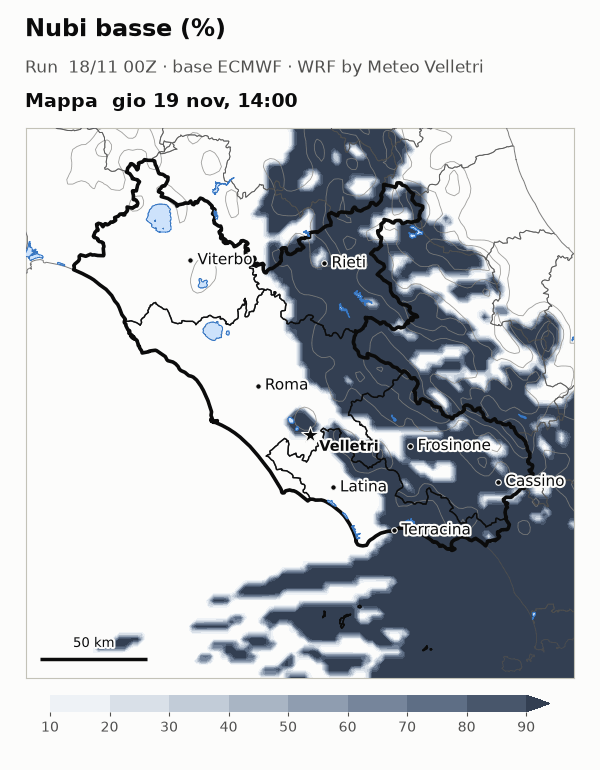 Nubi basse (%)
Run  18/11 00Z · base ECMWF · WRF by Meteo Velletri
Mappa  gio 19 nov, 14:00
Viterbo
Rieti
Roma
Velletri
Frosinone
Cassino
Latina
Terracina
50 km
10 20 30 40 50 60 70 80 90